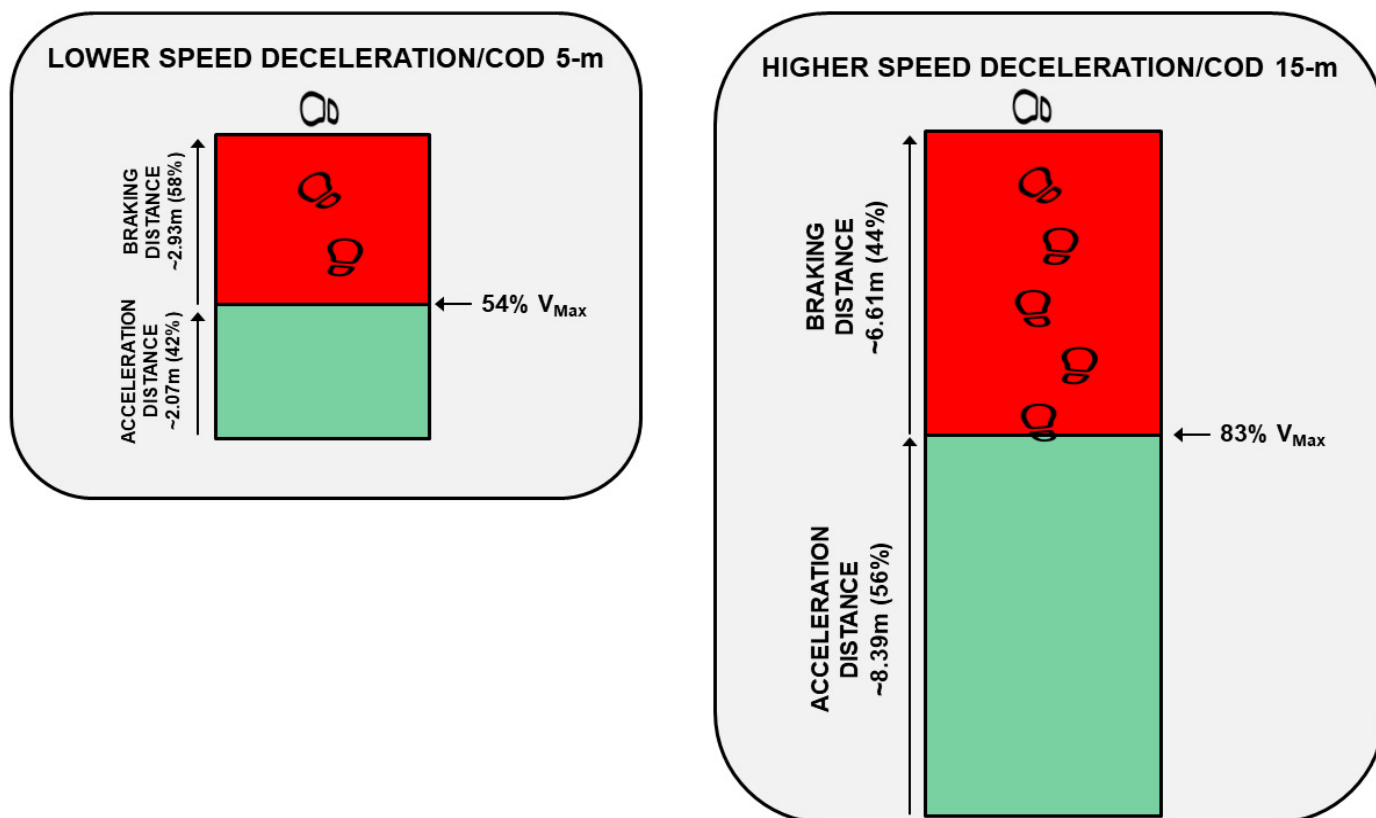 LOWER SPEED DECELERATION/COD 5-m
BRAKING
DISTANCE
~2.93m (58%)
54% VMax
ACCELERATION
DISTANCE
~2.07m (42%)
HIGHER SPEED DECELERATION/COD 15-m
BRAKING
DISTANCE
~6.61m (44%)
83% VMax
ACCELERATION
DISTANCE
~8.39m (56%)